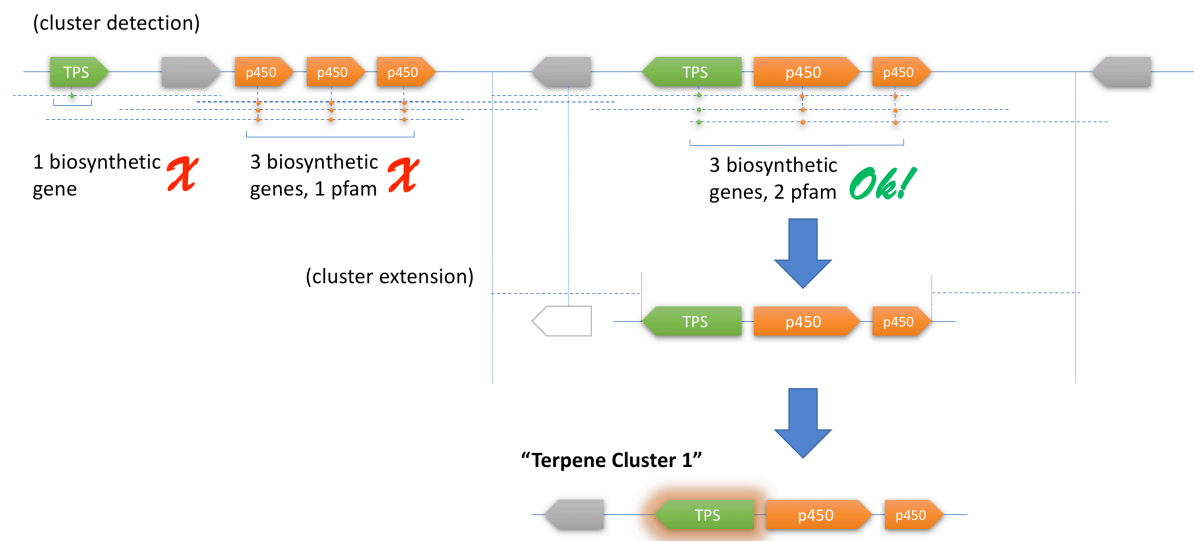 (cluster detection)
TPS
p450
p450
p450
TPS
p450
p450
1 biosynthetic
gene
X
3 biosynthetic
genes, 1 pfam
X
3 biosynthetic
genes, 2 pfam
Ok!
(cluster extension)
TPS
p450
p450
“Terpene Cluster 1”
TPS
p450
p450